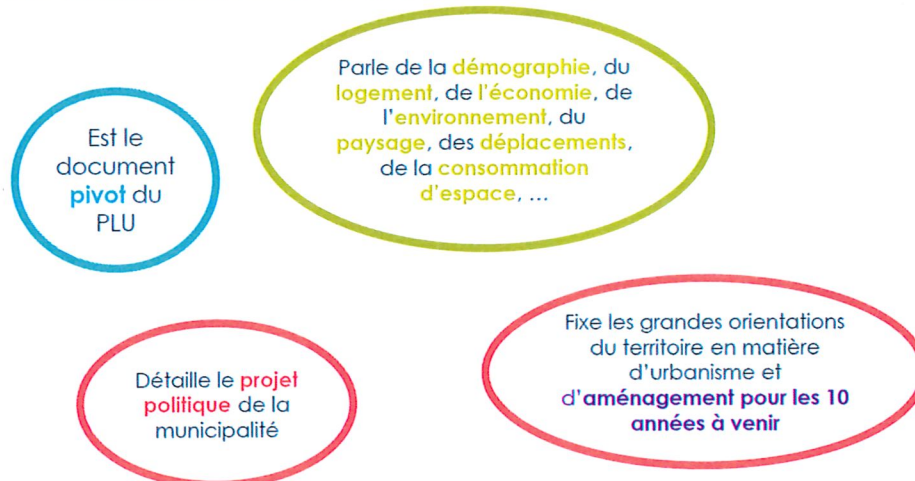 Est le
document
pivot du
PLU
Parle de la démographie, du
logement, de l'économie, de
l'environnement, du
paysage, des déplacements,
de la consommation
d'espace, ...
Détaille le projet
politique de la
municipalité
Fixe les grandes orientations
du territoire en matière
d'urbanisme et
d'aménagement pour les 10
années à venir